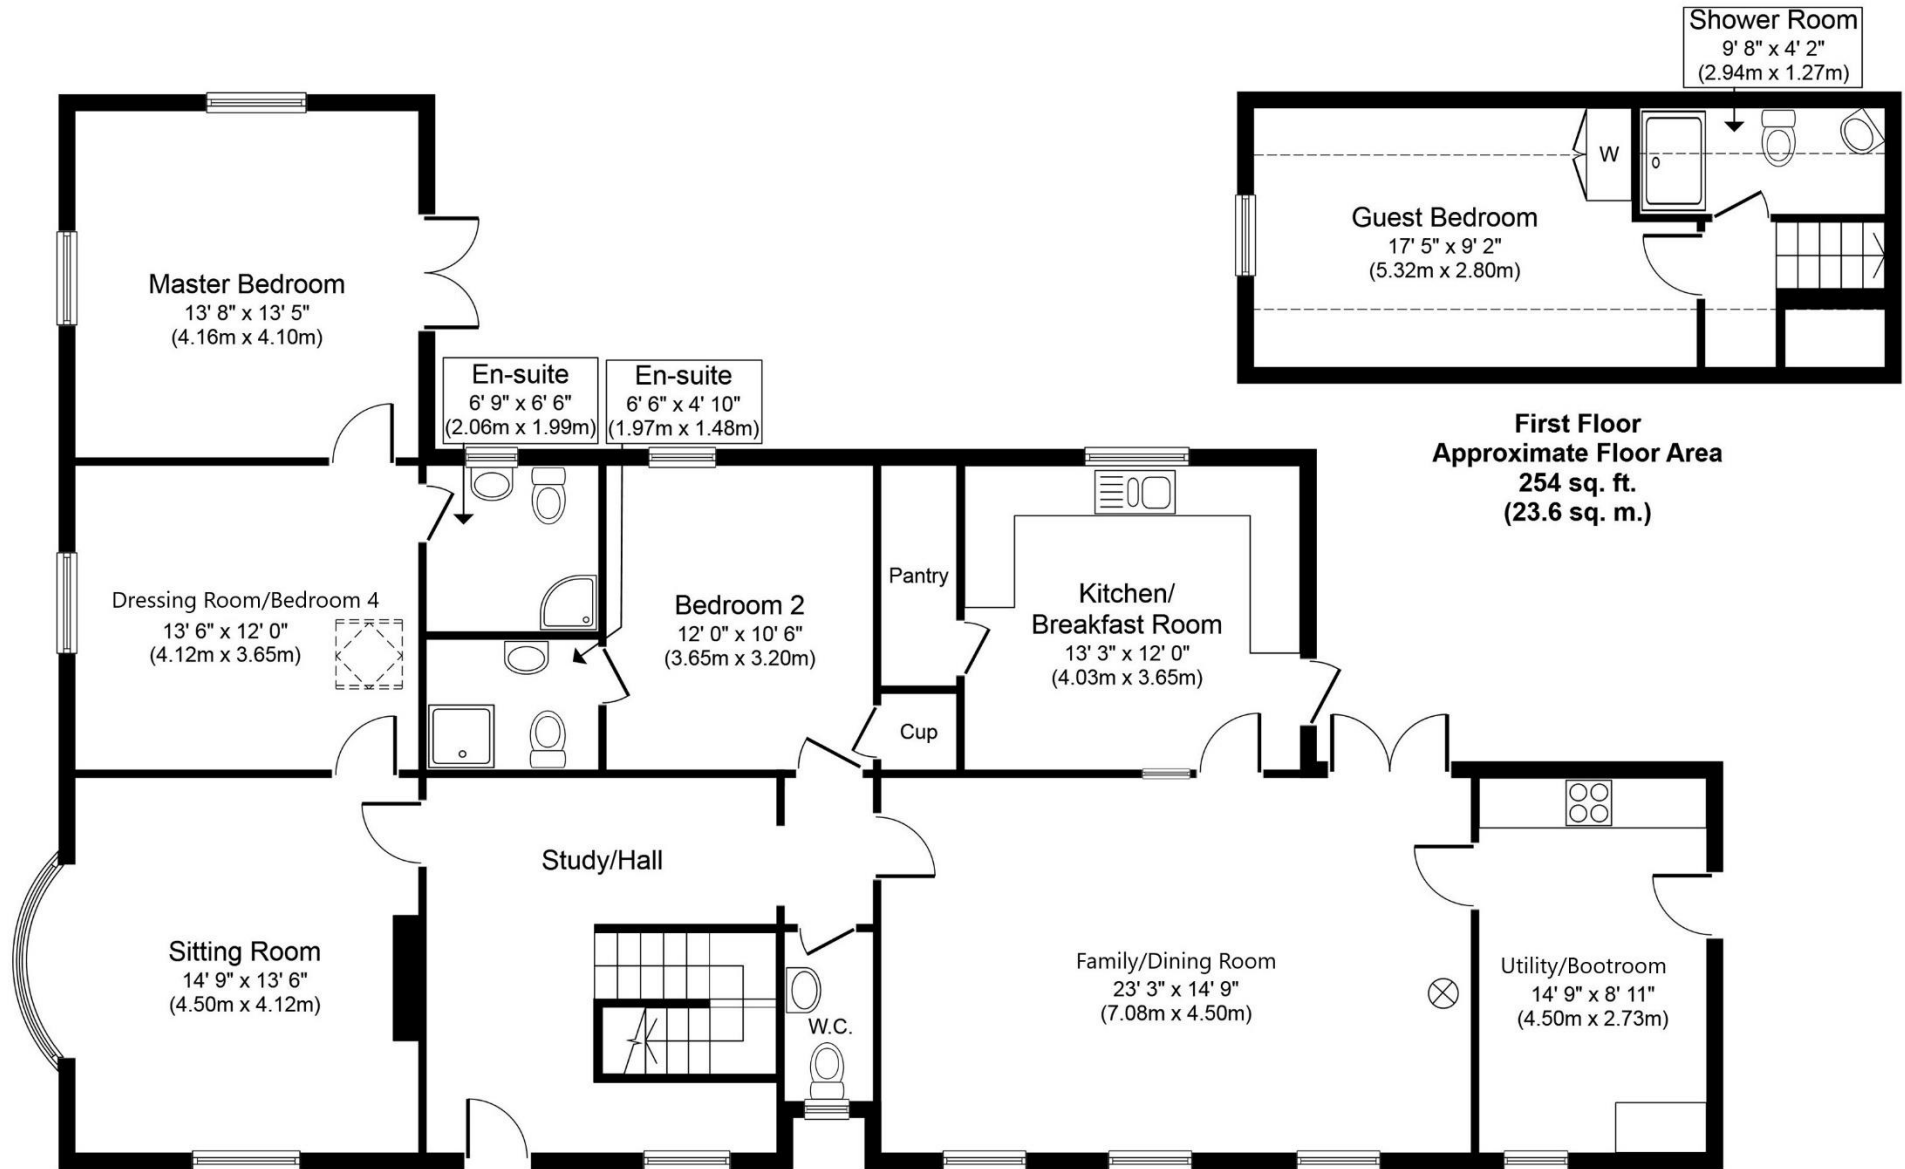 Shower Room
9' 8" x 4' 2"
(2.94m x 1.27m)
W
Guest Bedroom
17' 5" x 9' 2"
(5.32m x 2.80m)
Master Bedroom
13' 8" x 13' 5"
(4.16m x 4.10m)
En-suite
6' 9" x 6' 6"
(2.06m x 1.99m)
En-suite
6' 6" x 4' 10"
(1.97m x 1.48m)
First Floor
Approximate Floor Area
254 sq. ft.
(23.6 sq. m.)
Dressing Room/Bedroom 4
13' 6" x 12' 0"
(4.12m x 3.65m)
Bedroom 2
12' 0" x 10' 6"
(3.65m x 3.20m)
Pantry
Kitchen/
Breakfast Room
13' 3" x 12' 0"
(4.03m x 3.65m)
Cup
Study/Hall
Sitting Room
14' 9" x 13' 6"
(4.50m x 4.12m)
W.C.
Family/Dining Room
23' 3" x 14' 9"
(7.08m x 4.50m)
Utility/Bootroom
14' 9" x 8' 11"
(4.50m x 2.73m)